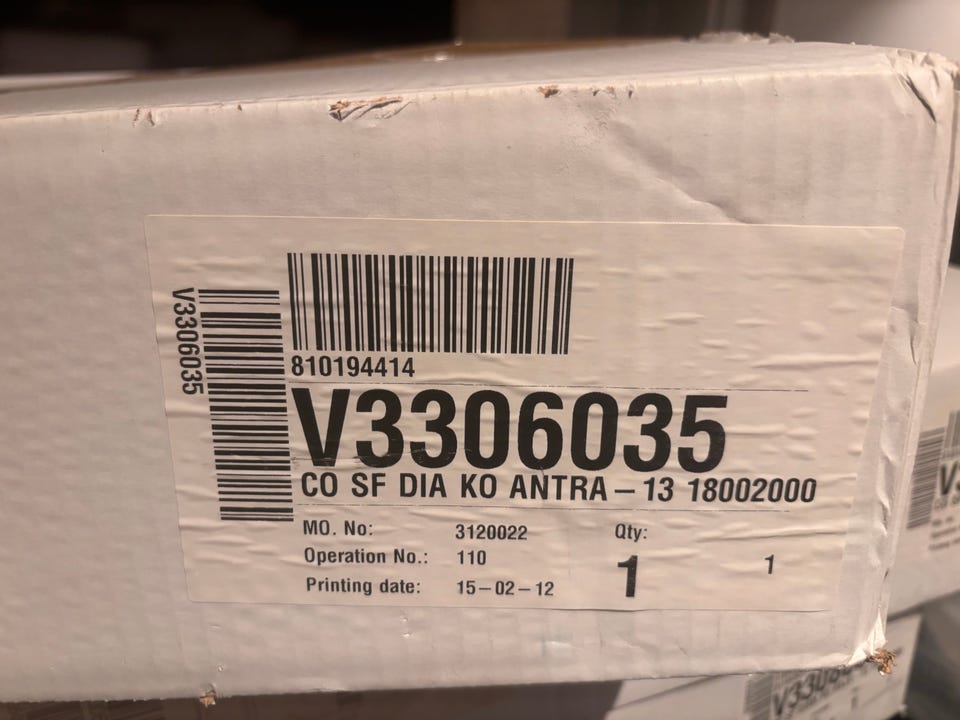 V3306035
810194414
V3306035
CO SF DIA KO ANTRA – 13 18002000
MO. No: 3120022 Qty:
Operation No.: 110 1 1
Printing date: 15–02–12